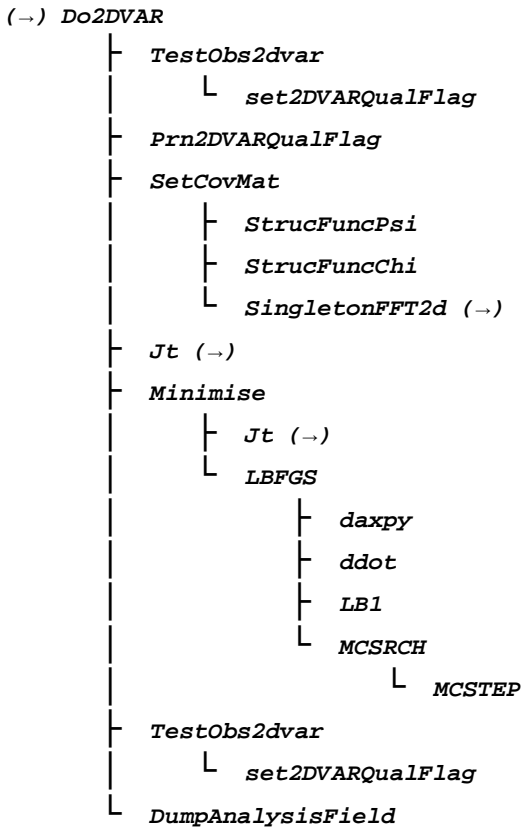 (→) Do2DVAR
TestObs2dvar
set2DVARQualFlag
Prn2DVARQualFlag
SetCovMat
StrucFuncPsi
StrucFuncChi
SingletonFFT2d (→)
Jt (→)
Minimise
Jt (→)
LBFGS
daxpy
ddot
LB1
MCSRCH
MCSTEP
TestObs2dvar
set2DVARQualFlag
DumpAnalysisField